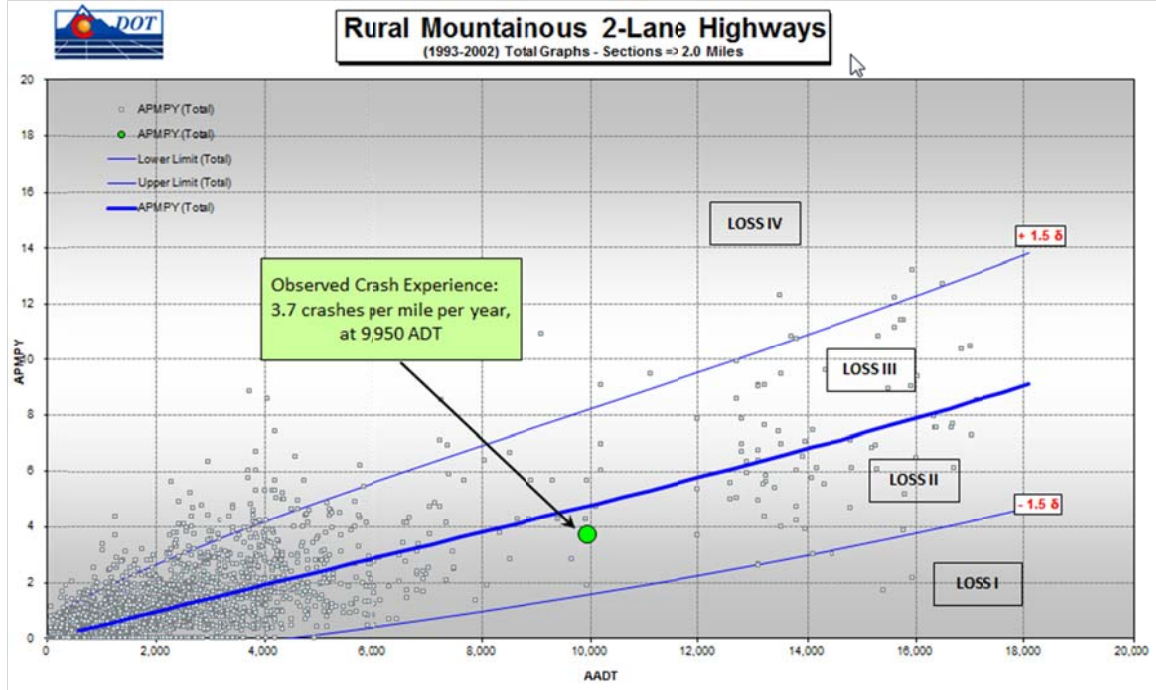 DOT
Rural Mountainous 2-Lane Highways
(1993-2002) Total Graphs - Sections => 2.0 Miles
APMPY (Total)
APMPY (Total)
Lower Limit (Total)
Upper Limit (Total)
APMPY (Total)
Observed Crash Experience:
3.7 crashes per mile per year,
at 9,950 ADT
LOSS IV
+ 1.5 δ
LOSS III
LOSS II
- 1.5 δ
LOSS I
APMPY
20
18
16
14
12
10
8
6
4
2
0
0 2,000 4,000 6,000 8,000 10,000 12,000 14,000 16,000 18,000 20,000
AADT